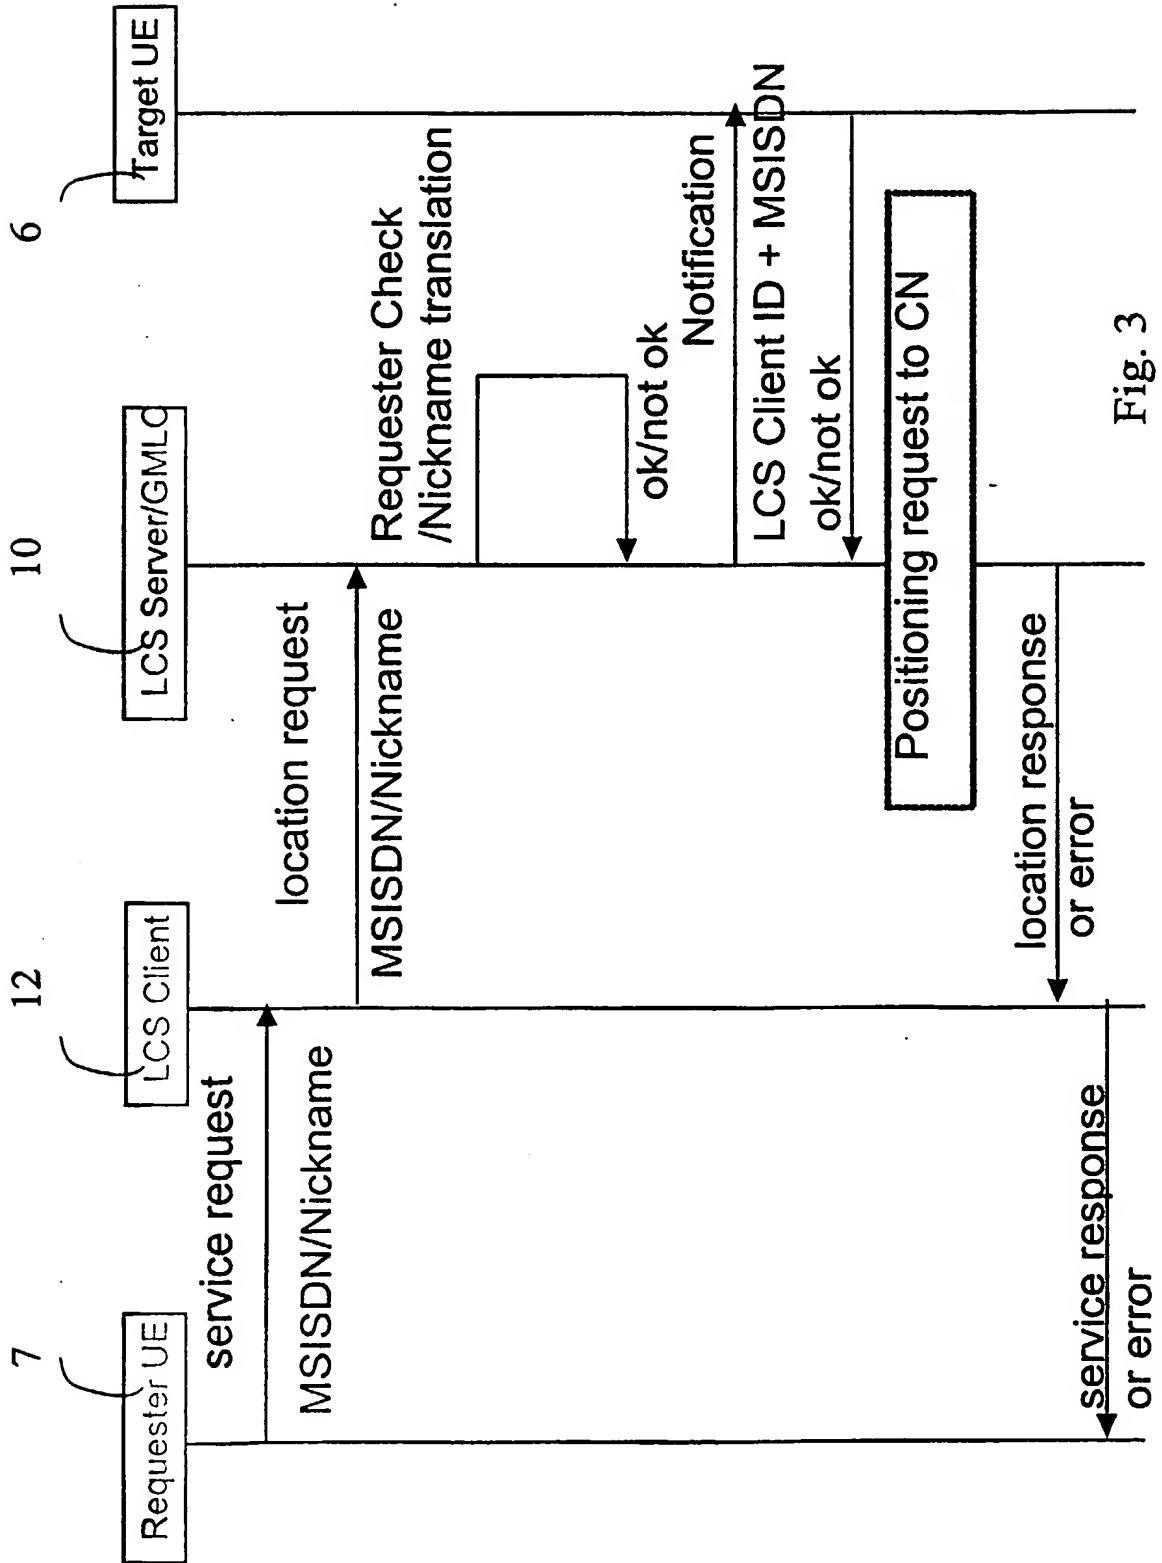 7
12
10
6
Requester UE
LCS Client
LCS Server/GMLC
Target UE
service request
MSISDN/Nickname
location request
MSISDN/Nickname
Requester Check
/Nickname translation
ok/not ok
Notification
LCS Client ID + MSISDN
ok/not ok
Positioning request to CN
location response
or error
service response
or error
Fig. 3